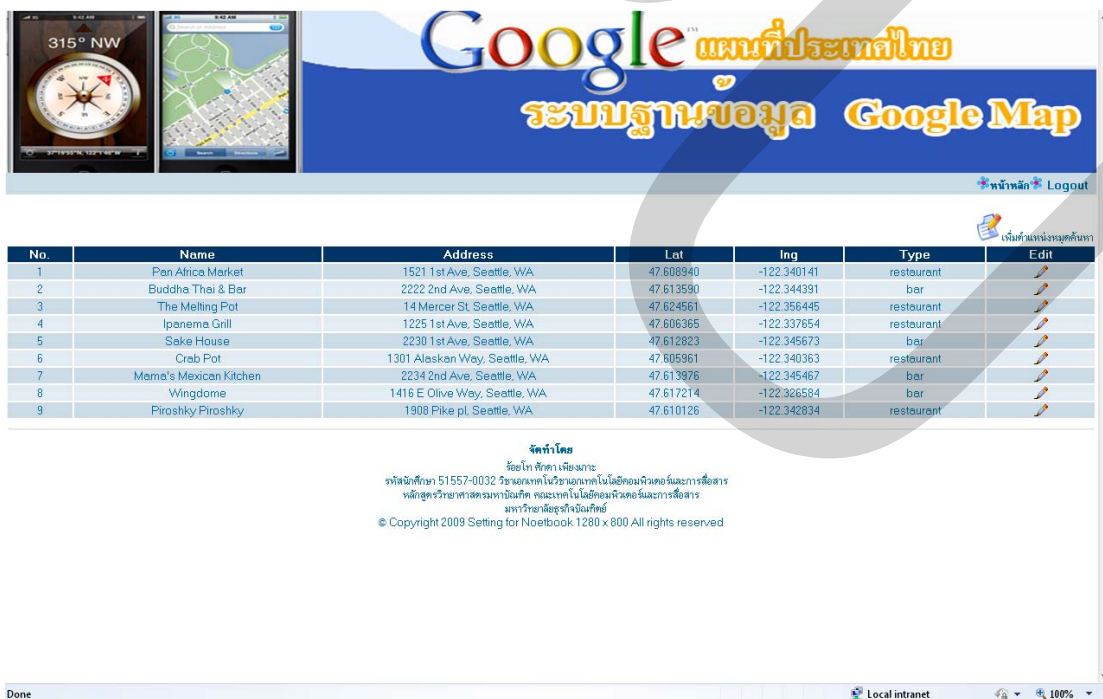 9:42 AM
3G 9:42 AM
315° NW
Google™ แผนที่ประเทศไทย
ระบบฐานข้อมูล Google Map
Search Directions
หน้าหลัก Logout
เพิ่มตำแหน่งหมุดค้นหา
No. Name Address Lat lng Type Edit
1 Pan Africa Market 1521 1st Ave, Seattle, WA 47.608940 -122.340141 restaurant
2 Buddha Thai & Bar 2222 2nd Ave, Seattle, WA 47.613590 -122.344391 bar
3 The Melting Pot 14 Mercer St, Seattle, WA 47.624561 -122.356445 restaurant
4 Ipanema Grill 1225 1st Ave, Seattle, WA 47.606365 -122.337654 restaurant
5 Sake House 2230 1st Ave, Seattle, WA 47.612823 -122.345673 bar
6 Crab Pot 1301 Alaskan Way, Seattle, WA 47.605961 -122.340363 restaurant
7 Mama's Mexican Kitchen 2234 2nd Ave, Seattle, WA 47.613976 -122.345467 bar
8 Wingdome 1416 E Olive Way, Seattle, WA 47.617214 -122.326584 bar
9 Piroshky Piroshky 1908 Pike pl, Seattle, WA 47.610126 -122.342834 restaurant
จัดทำโดย
ร้อยโท ศักดา เพียงเกาะ
รหัสนักศึกษา 51557-0032 วิชาเอกเทคโนวิชาเอกเทคโนโลยีคอมพิวเตอร์และการสื่อสาร
หลักสูตรวิทยาศาสตรมหาบัณฑิต คณะเทคโนโลยีคอมพิวเตอร์และการสื่อสาร
มหาวิทยาลัยธุรกิจบัณฑิตย์
© Copyright 2009 Setting for Noetbook 1280 x 800 All rights reserved
Done Local intranet 100%